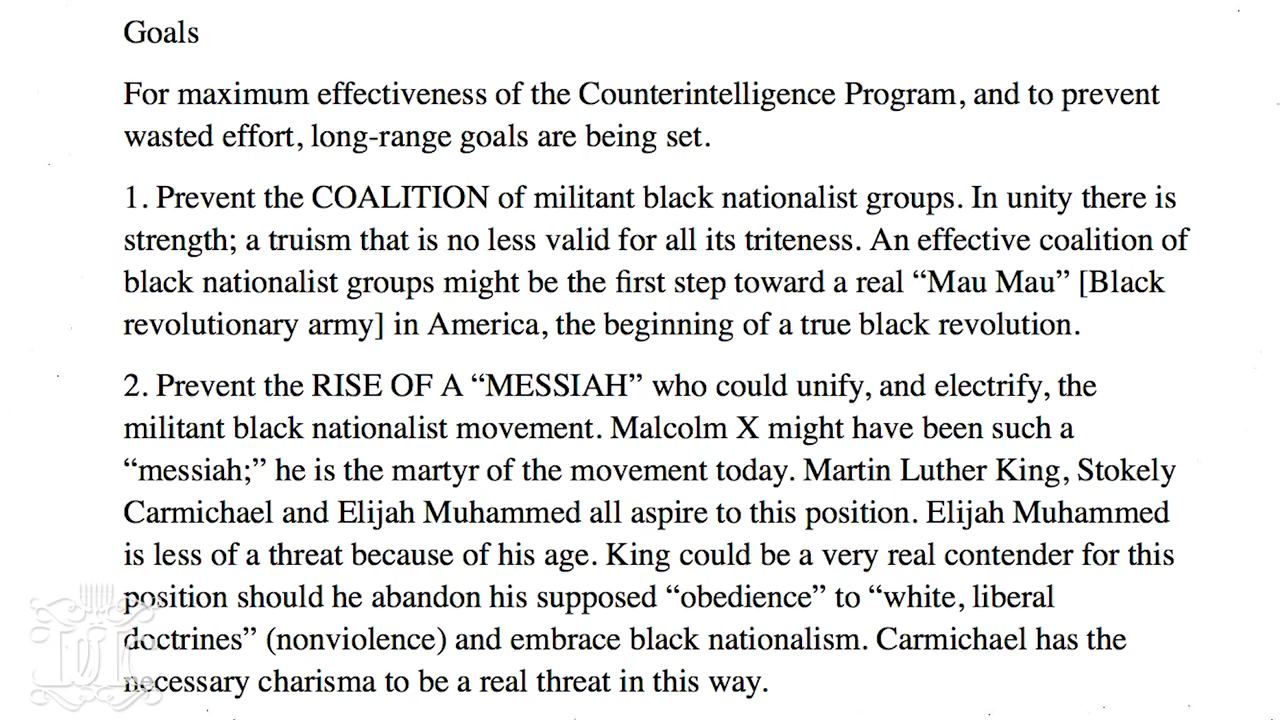 Goals
For maximum effectiveness of the Counterintelligence Program, and to prevent
wasted effort, long-range goals are being set.
1. Prevent the COALITION of militant black nationalist groups. In unity there is
strength; a truism that is no less valid for all its triteness. An effective coalition of
black nationalist groups might be the first step toward a real “Mau Mau” [Black
revolutionary army] in America, the beginning of a true black revolution.
2. Prevent the RISE OF A “MESSIAH” who could unify, and electrify, the
militant black nationalist movement. Malcolm X might have been such a
“messiah;” he is the martyr of the movement today. Martin Luther King, Stokely
Carmichael and Elijah Muhammed all aspire to this position. Elijah Muhammed
is less of a threat because of his age. King could be a very real contender for this
position should he abandon his supposed “obedience” to “white, liberal
doctrines” (nonviolence) and embrace black nationalism. Carmichael has the
necessary charisma to be a real threat in this way.